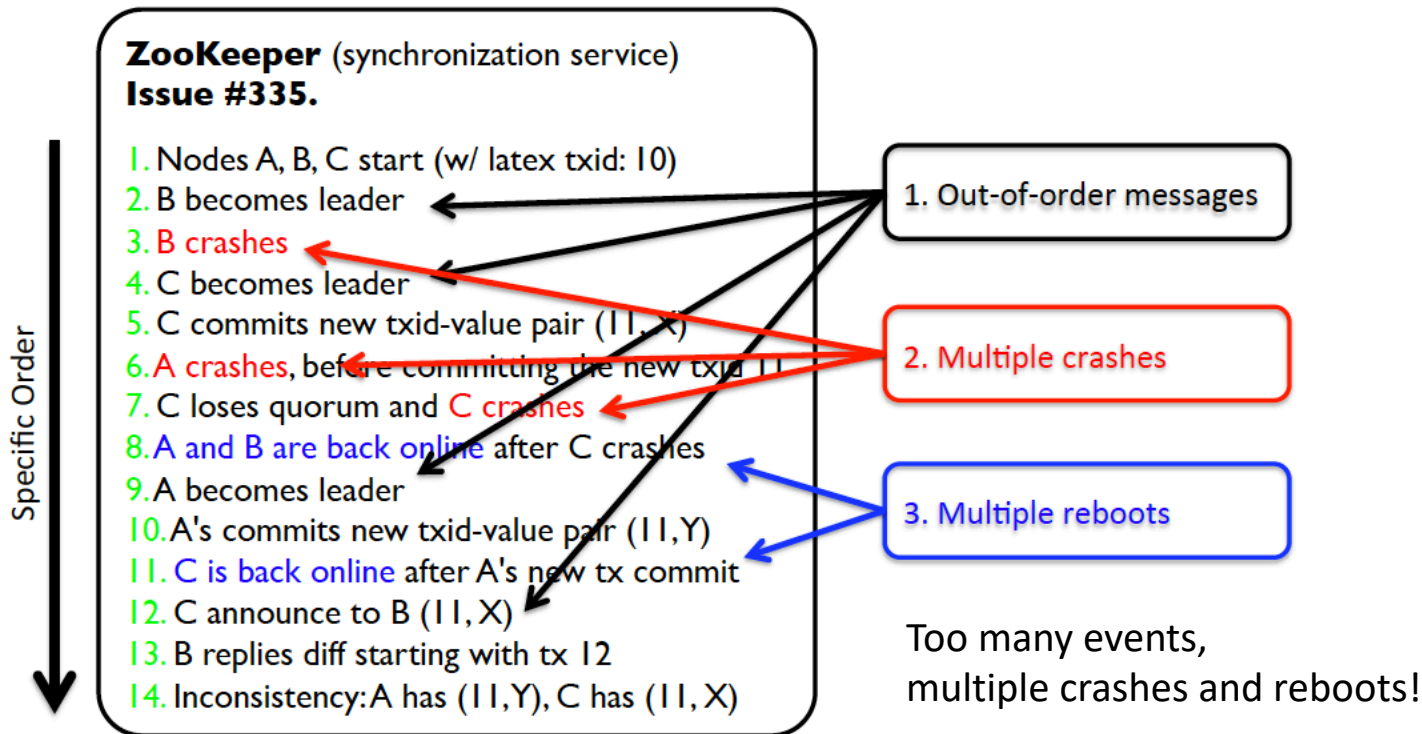 ZooKeeper (synchronization service)
Issue #335.
Specific Order
1. Nodes A, B, C start (w/ latex txid: 10)
2. B becomes leader
3. B crashes
4. C becomes leader
5. C commits new txid-value pair (11, X)
6. A crashes, before committing the new txid 11
7. C loses quorum and C crashes
8. A and B are back online after C crashes
9. A becomes leader
10. A's commits new txid-value pair (11,Y)
11. C is back online after A's new tx commit
12. C announce to B (11, X)
13. B replies diff starting with tx 12
14. Inconsistency: A has (11,Y), C has (11, X)
1. Out-of-order messages
2. Multiple crashes
3. Multiple reboots
Too many events,
multiple crashes and reboots!